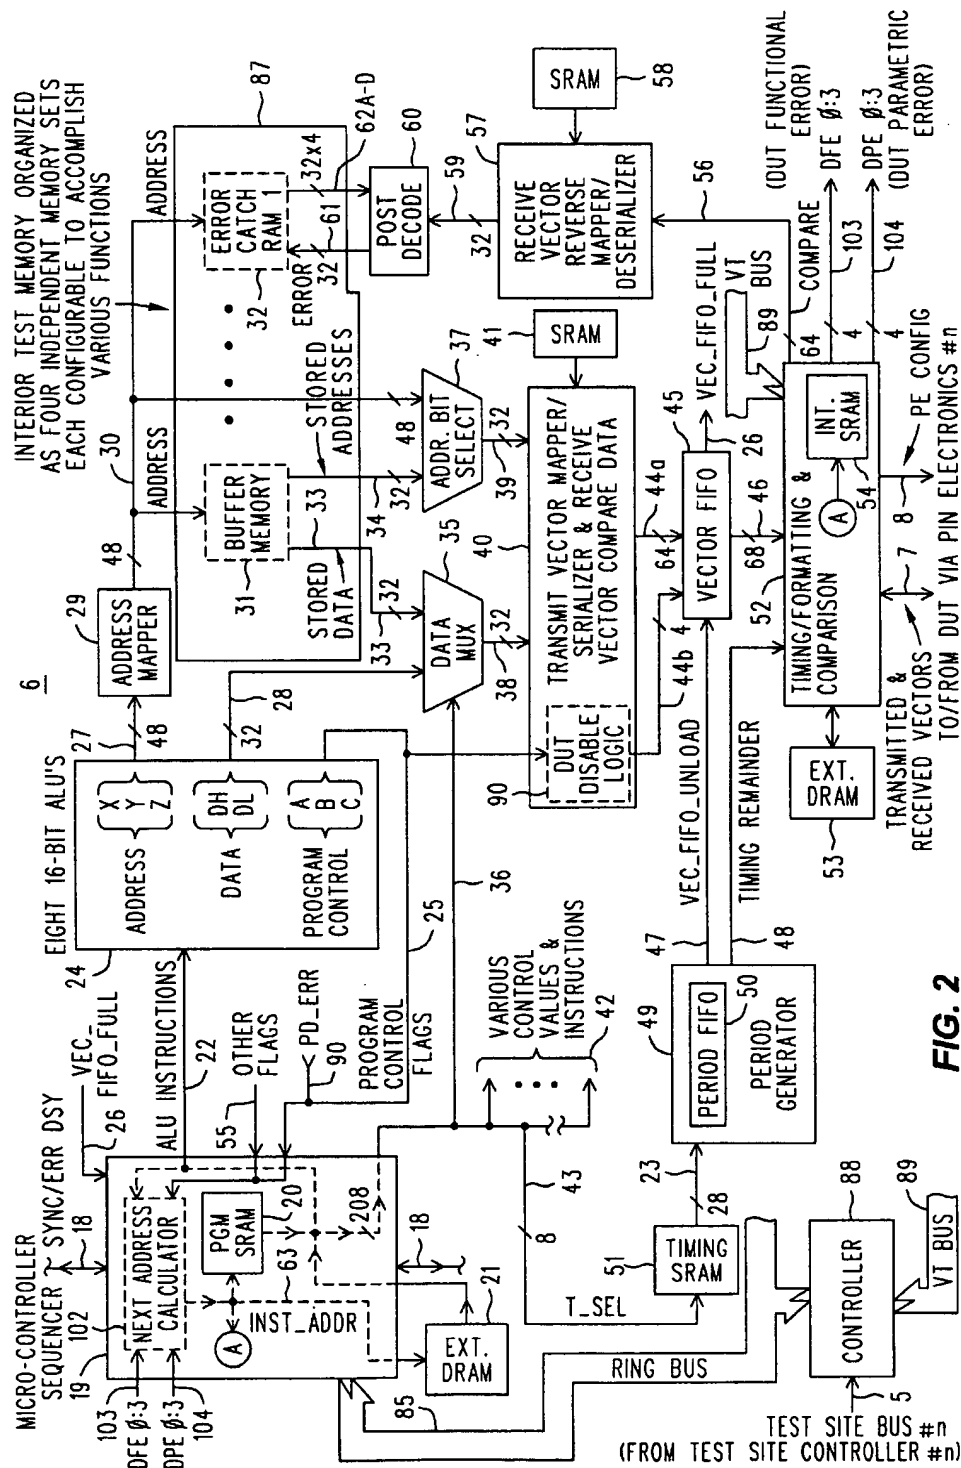 6
MICRO-CONTROLLER
SEQUENCER
19
SYNC/ERR DSY
18
VEC_
FIFO_FULL
26
102
NEXT ADDRESS
CALCULATOR
103
DFE Ø:3
DPE Ø:3
104
A
PGM
SRAM
20
63
INST_ADDR
208
18
EXT.
DRAM
21
85
ALU INSTRUCTIONS
22
OTHER
FLAGS
55
PD_ERR
90
PROGRAM
CONTROL
FLAGS
25
EIGHT 16-BIT ALU'S
24
ADDRESS
X
Y
Z
DATA
DH
DL
PROGRAM
CONTROL
A
B
C
27
48
28
32
29
ADDRESS
MAPPER
48
30
INTERIOR TEST MEMORY ORGANIZED
AS FOUR INDEPENDENT MEMORY SETS
EACH CONFIGURABLE TO ACCOMPLISH
VARIOUS FUNCTIONS
87
ADDRESS
ADDRESS
BUFFER
MEMORY
31
ERROR
CATCH
RAM 1
32
32x4
62A-D
61
32
ERROR
STORED
DATA
33
STORED
ADDRESSES
33
32
34
32
48
POST
DECODE
60
59
32
35
DATA
MUX
37
ADDR. BIT
SELECT
38
32
39
32
36
40
TRANSMIT VECTOR MAPPER/
SERIALIZER & RECEIVE
VECTOR COMPARE DATA
90
DUT
DISABLE
LOGIC
41
SRAM
57
RECEIVE
VECTOR
REVERSE
MAPPER/
DESERIALIZER
SRAM
58
56
44a
64
4
44b
45
VECTOR FIFO
26
VEC_FIFO_FULL
VT
BUS
89
68
46
VARIOUS
CONTROL
VALUES &
INSTRUCTIONS
42
43
8
T_SEL
51
TIMING
SRAM
23
28
49
PERIOD FIFO
50
PERIOD
GENERATOR
47
VEC_FIFO_UNLOAD
TIMING REMAINDER
48
52
TIMING/FORMATTING &
COMPARISON
A
INT.
SRAM
54
EXT.
DRAM
53
64
COMPARE
4
103
DFE Ø:3
(DUT FUNCTIONAL
ERROR)
4
104
DPE Ø:3
(DUT PARAMETRIC
ERROR)
TRANSMITTED &
RECEIVED VECTORS
7
8
PE CONFIG
TO/FROM DUT VIA PIN ELECTRONICS #n
RING BUS
CONTROLLER
88
VT BUS
89
5
TEST SITE BUS #n
(FROM TEST SITE CONTROLLER #n)
FIG. 2